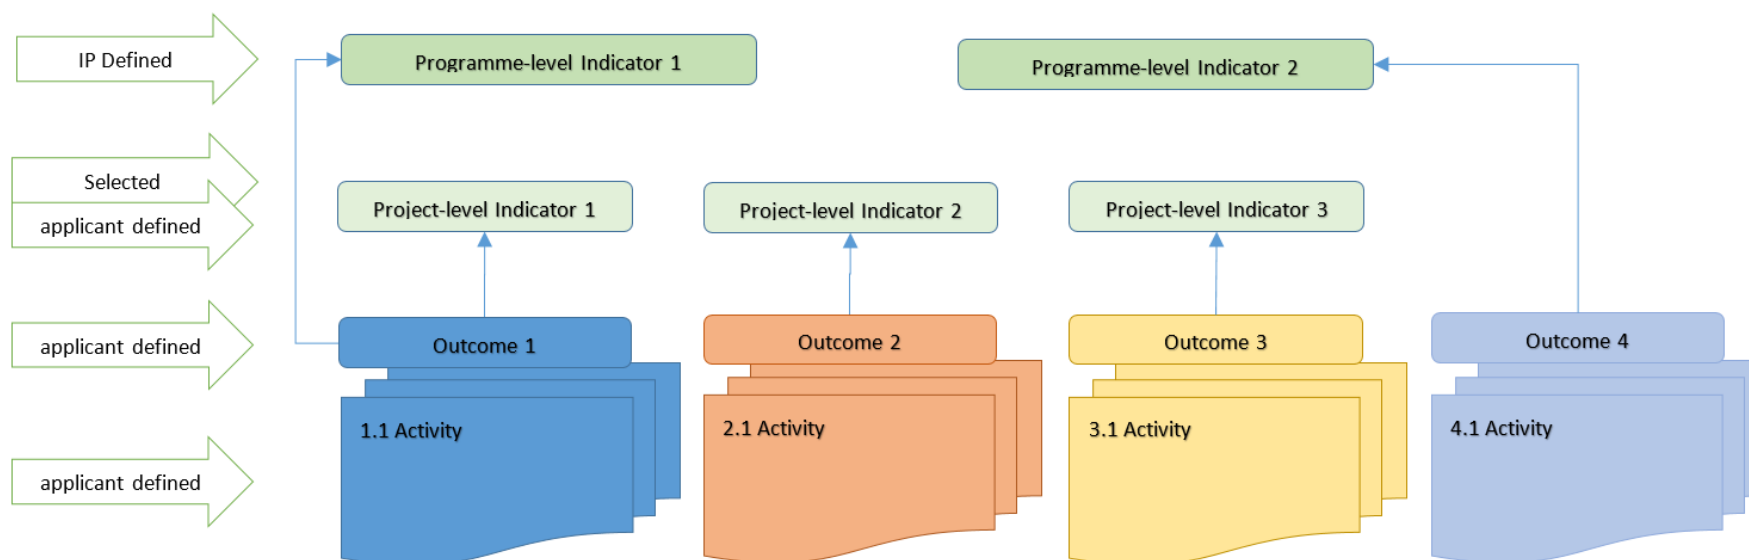 IP Defined
Programme-level Indicator 1
Programme-level Indicator 2
Selected
applicant defined
Project-level Indicator 1
Project-level Indicator 2
Project-level Indicator 3
applicant defined
Outcome 1
Outcome 2
Outcome 3
Outcome 4
1.1 Activity
2.1 Activity
3.1 Activity
4.1 Activity
applicant defined